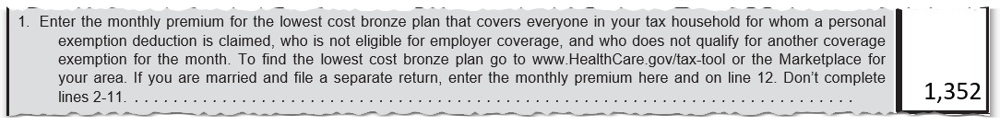 1. Enter the monthly premium for the lowest cost bronze plan that covers everyone in your tax household for whom a personal
exemption deduction is claimed, who is not eligible for employer coverage, and who does not qualify for another coverage
exemption for the month. To find the lowest cost bronze plan go to www.HealthCare.gov/tax-tool or the Marketplace for
your area. If you are married and file a separate return, enter the monthly premium here and on line 12. Don't complete
lines 2-11. . . . . . . . . . . . . . . . . . . . . . . . . . . . . . . . . . . . . . . . . . . . . . . . . . . . . . . . . . . . . . . . . . . . . . . . . . . 1,352